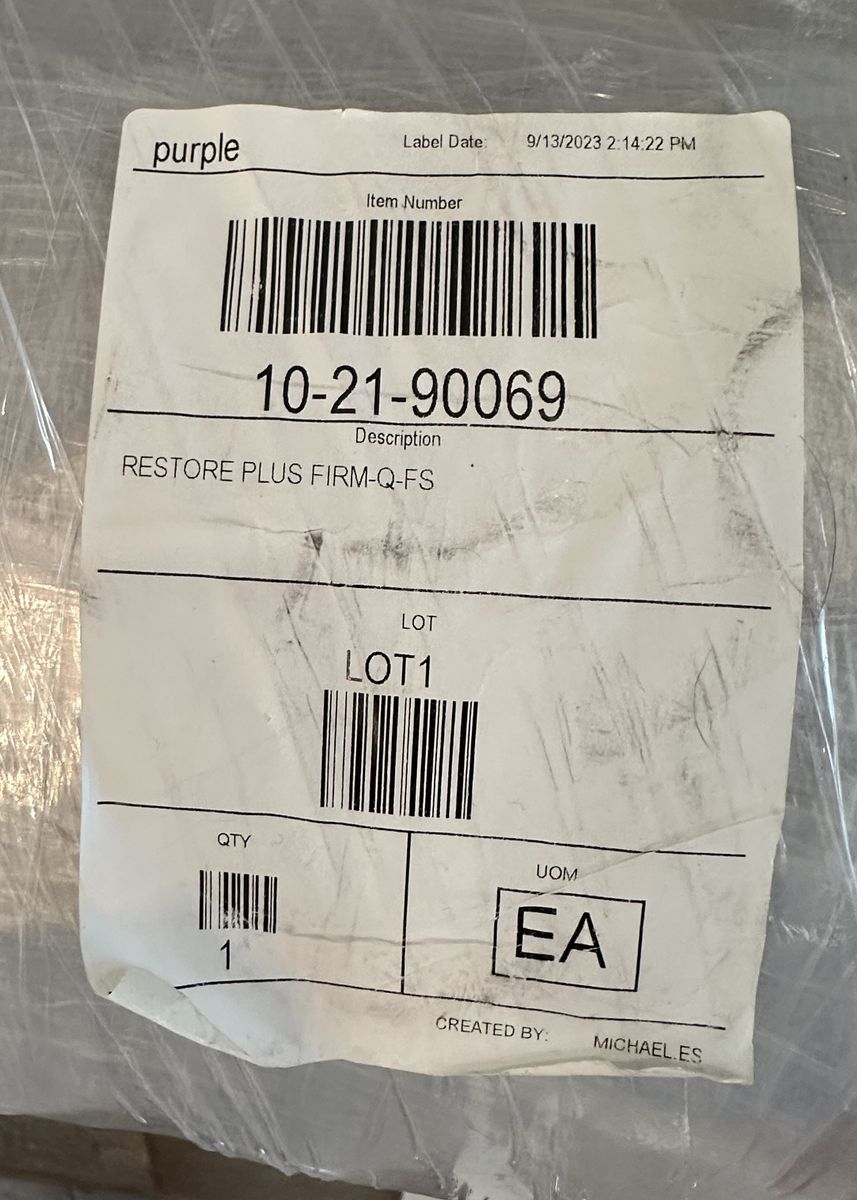 purple
Label Date: 9/13/2023 2:14:22 PM
Item Number
10-21-90069
Description
RESTORE PLUS FIRM-Q-FS
LOT
LOT1
QTY
1
UOM
EA
CREATED BY: MICHAEL.ES